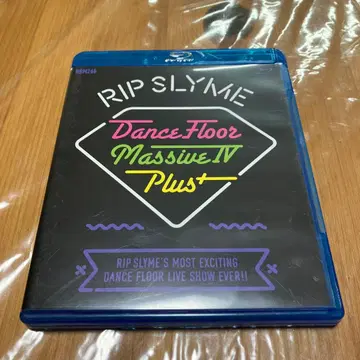 RIP SLYME
Dance Floor
Massive IV
Plus+
RIP SLYME'S MOST EXCITING
DANCE FLOOR LIVE SHOW EVER!!